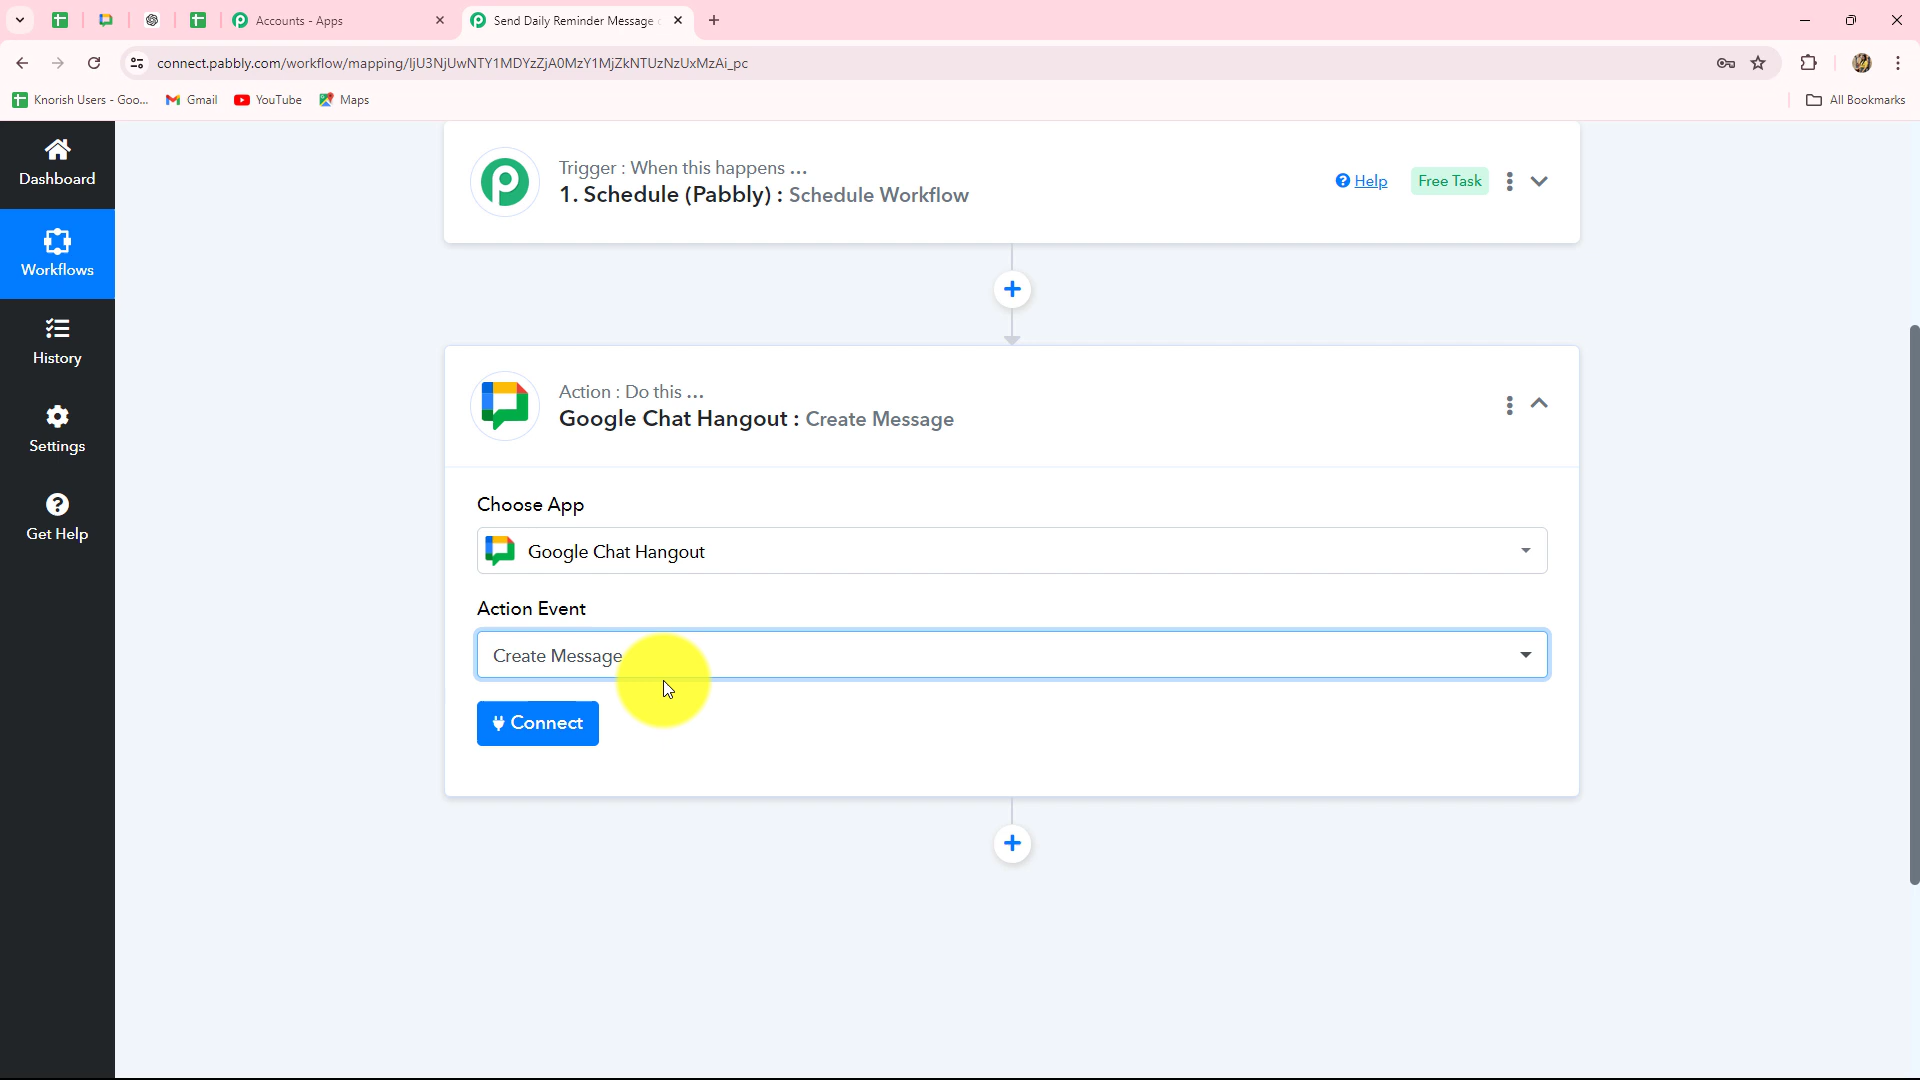 Accounts - Apps
Send Daily Reminder Message
connect.pabbly.com/workflow/mapping/IjU3NjUwNTY1MDYzZjA0MzY1MjZkNTUzNzUxMzAi_pc
Knorish Users - Goo...
Gmail
YouTube
Maps
All Bookmarks
Dashboard
Workflows
History
Settings
Get Help
Trigger : When this happens ...
1. Schedule (Pabbly) : Schedule Workflow
Help
Free Task
Action : Do this ...
Google Chat Hangout : Create Message
Choose App
Google Chat Hangout
Action Event
Create Message
Connect